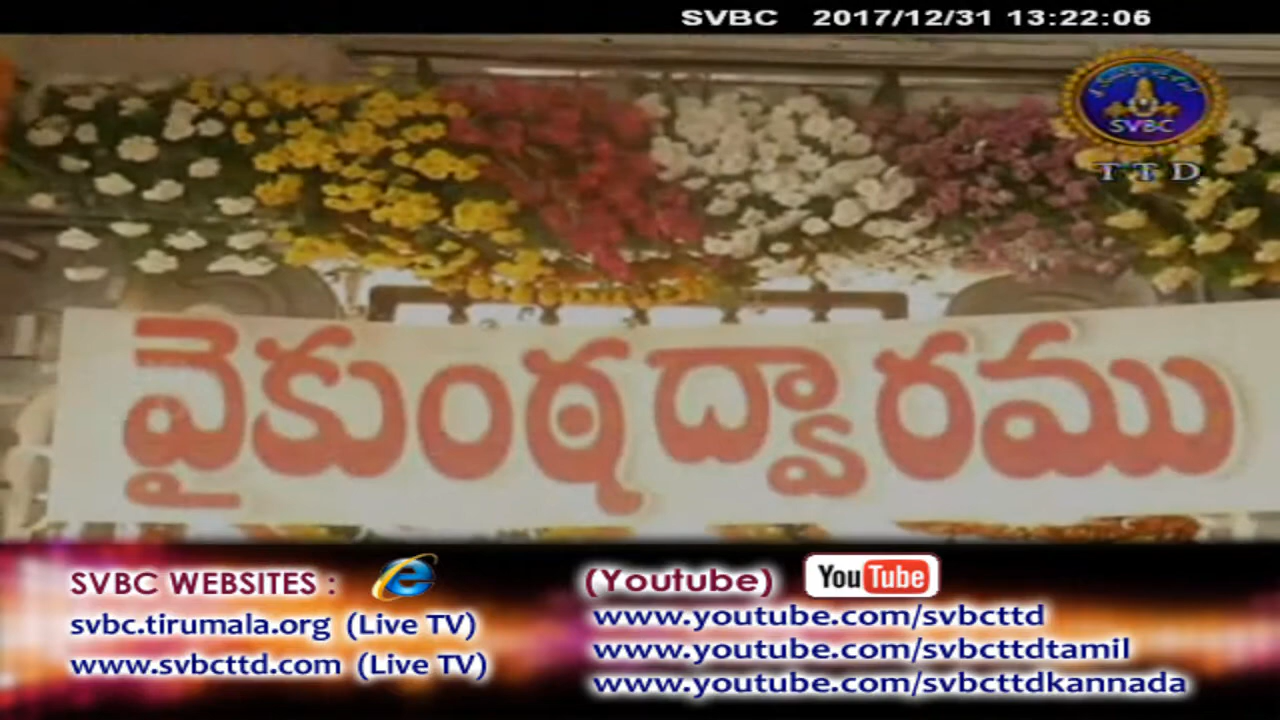 SVBC 2017/12/31 13:22:06
SVBC
T T D
వైకుంఠద్వారము
SVBC WEBSITES :
svbc.tirumala.org (Live TV)
www.svbcttd.com (Live TV)
(Youtube) YouTube
www.youtube.com/svbcttd
www.youtube.com/svbcttdtamil
www.youtube.com/svbcttdkannada